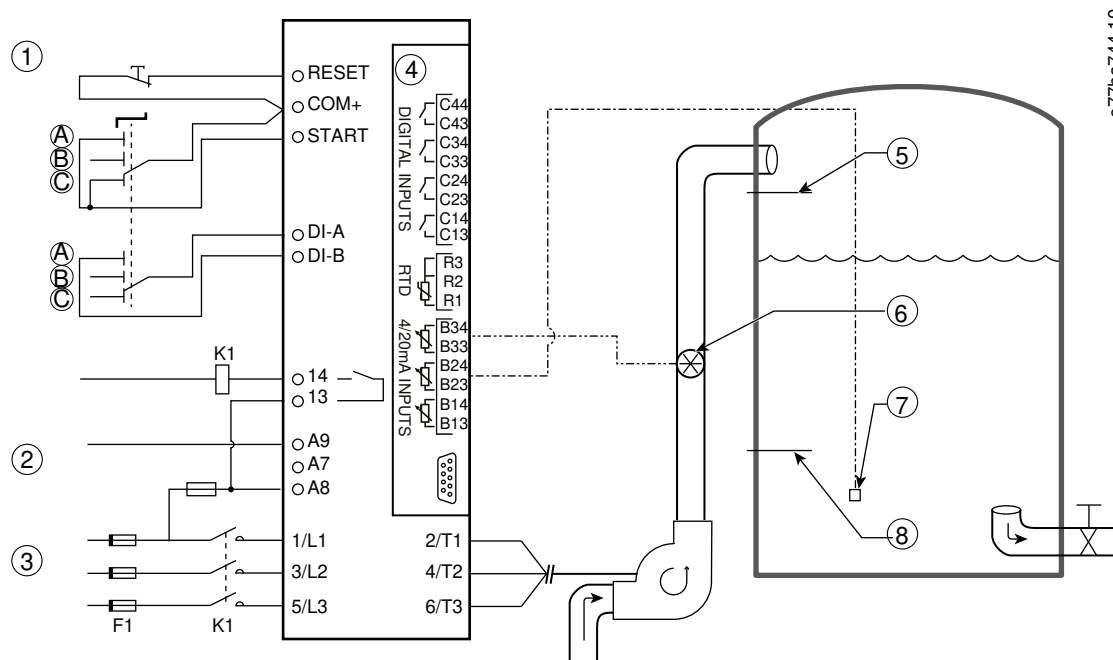 1
RESET
COM+
START
A
B
C
DI-A
DI-B
A
B
C
K1
14
13
2
A9
A7
A8
3
1/L1
3/L2
5/L3
F1
K1
2/T1
4/T2
6/T3
4
DIGITAL INPUTS
C44
C43
C34
C33
C24
C23
C14
C13
RTD
R3
R2
R1
4/20mA INPUTS
B34
B33
B24
B23
B14
B13
5
6
7
8